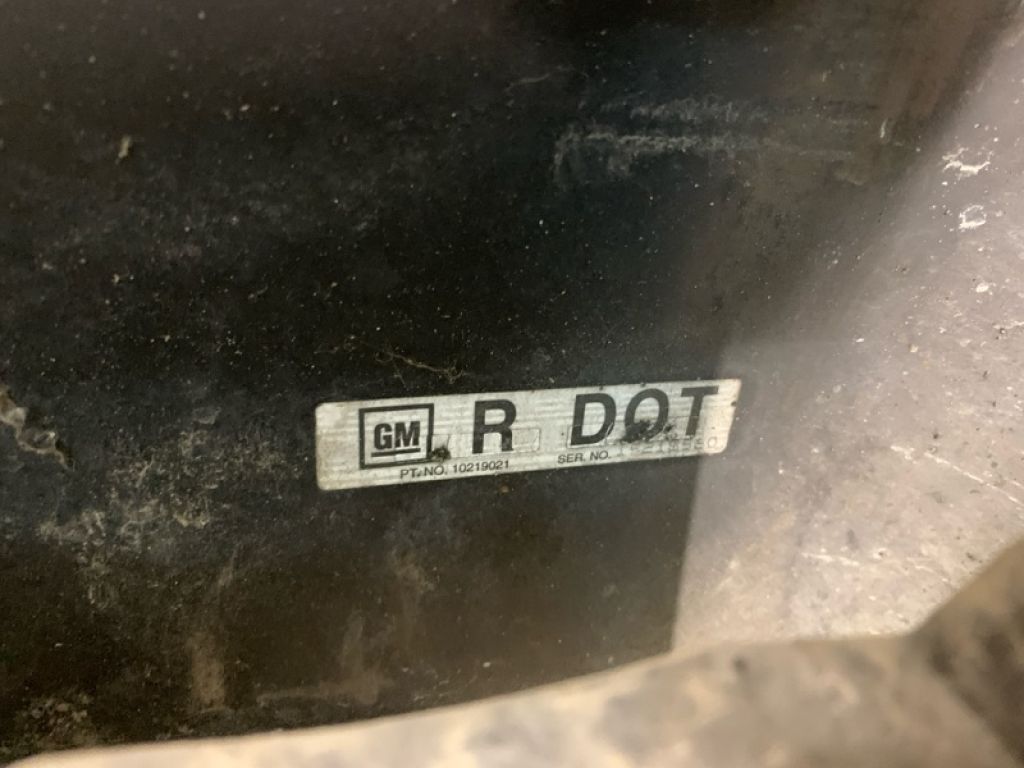 GM R DOT
PT. NO. 10219021 SER. NO.